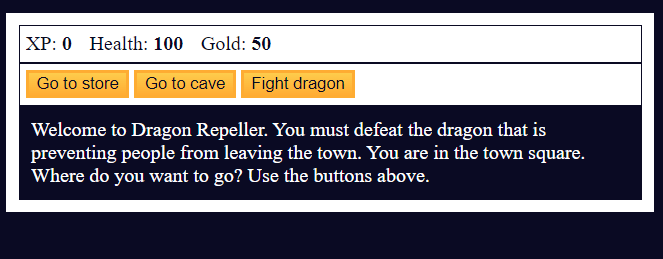 XP: 0 Health: 100 Gold: 50
Go to store Go to cave Fight dragon
Welcome to Dragon Repeller. You must defeat the dragon that is
preventing people from leaving the town. You are in the town square.
Where do you want to go? Use the buttons above.